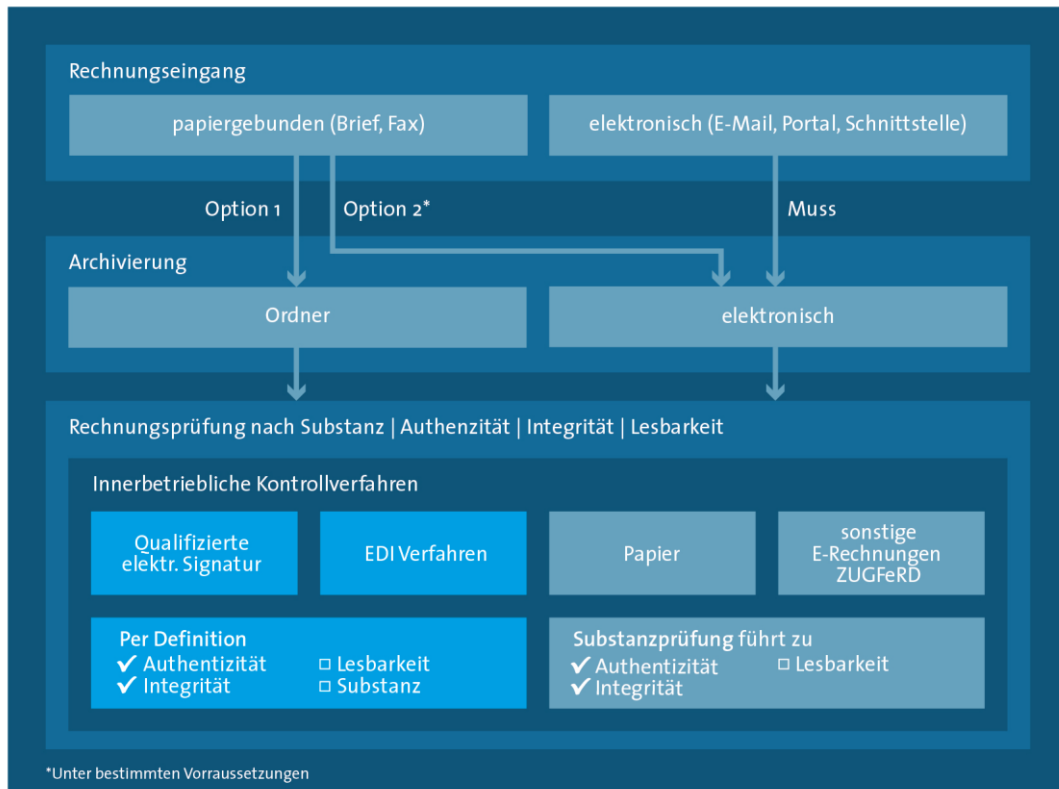 Rechnungseingang
papiergebunden (Brief, Fax)
elektronisch (E-Mail, Portal, Schnittstelle)
Option 1
Option 2*
Muss
Archivierung
Ordner
elektronisch
Rechnungsprüfung nach Substanz | Authenzität | Integrität | Lesbarkeit
Innerbetriebliche Kontrollverfahren
Qualifizierte
elektr. Signatur
EDI Verfahren
Papier
sonstige
E-Rechnungen
ZUGFeRD
Per Definition
✓ Authentizität
□ Lesbarkeit
✓ Integrität
□ Substanz
Substanzprüfung führt zu
✓ Authentizität
□ Lesbarkeit
✓ Integrität
*Unter bestimmten Vorraussetzungen